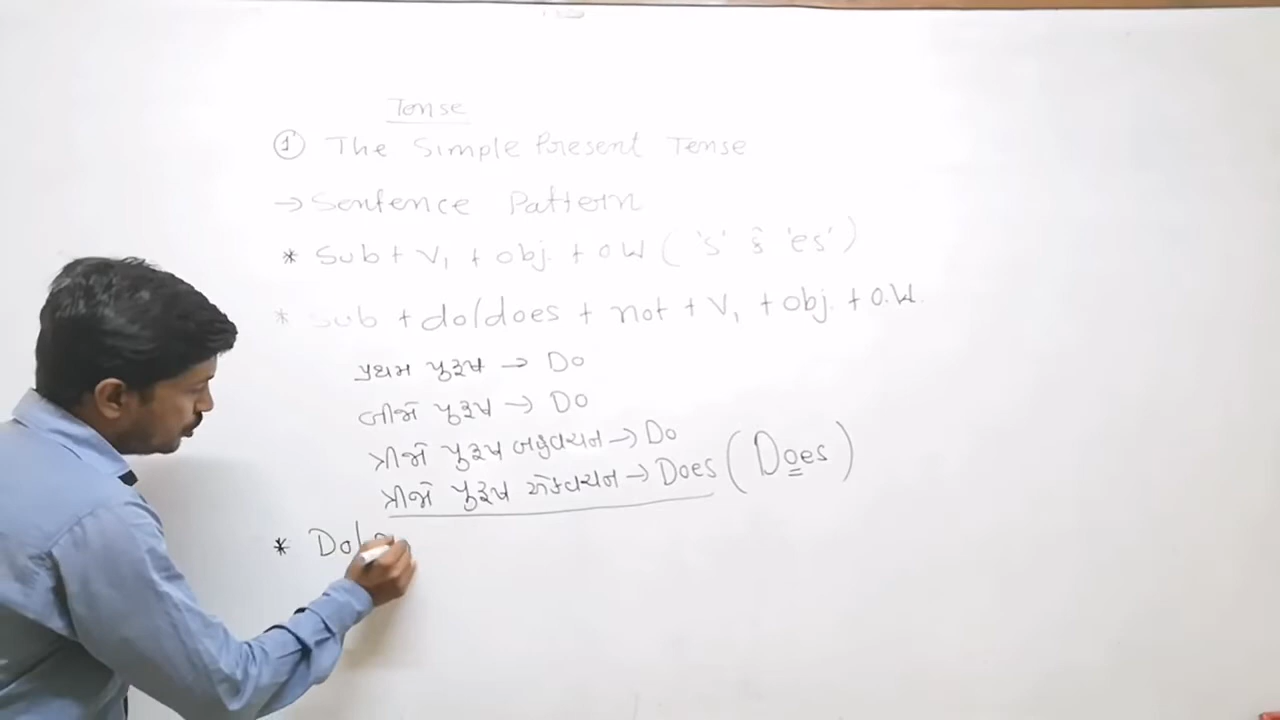 Tense
① The Simple Present Tense
→ Sentence Pattern
* Sub + V₁ + obj. + O.W ( 's' & 'es' )
* Sub + do/does + not + V₁ + obj. + O.W.
પ્રથમ પુરૂષ → Do
બીજો પુરૂષ → Do
ત્રીજો પુરૂષ બહુવચન → Do
ત્રીજો પુરૂષ એકવચન → Does ( Does )
* Do/